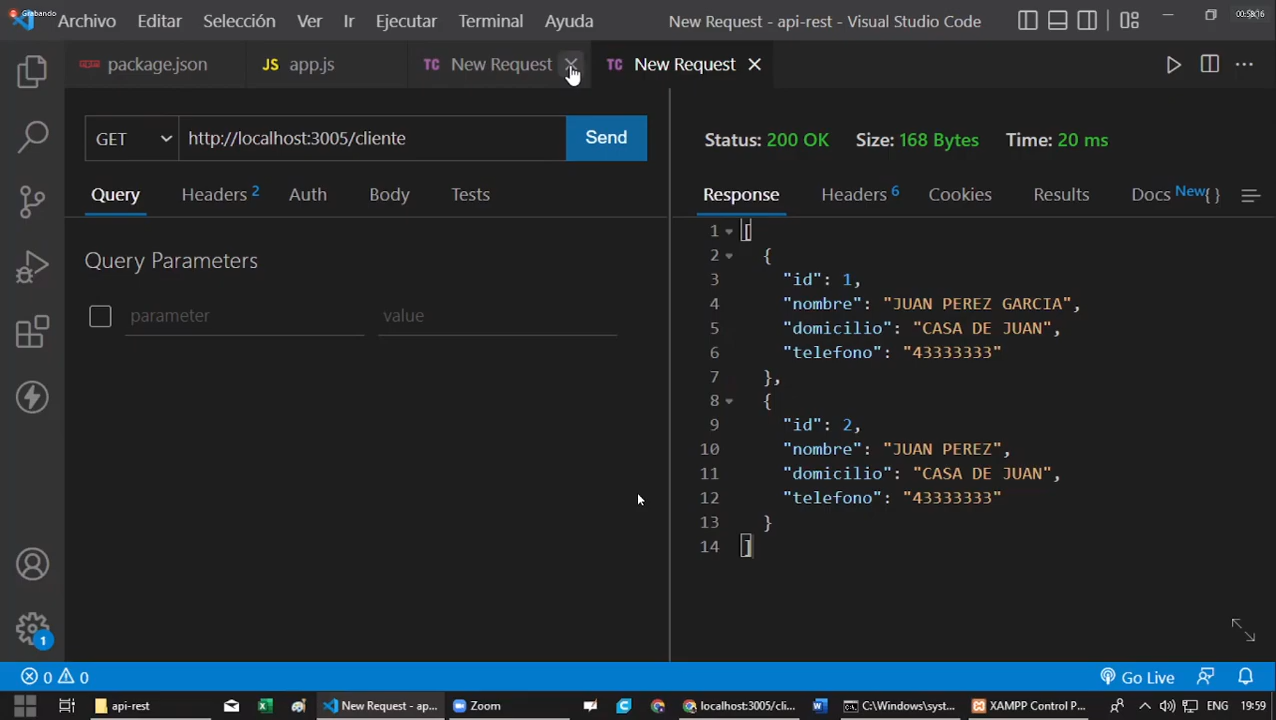 Grabando
Archivo Editar Selección Ver Ir Ejecutar Terminal Ayuda New Request - api-rest - Visual Studio Code
package.json JS app.js TC New Request TC New Request
GET http://localhost:3005/cliente Send
Status: 200 OK Size: 168 Bytes Time: 20 ms
Query Headers 2 Auth Body Tests
Response Headers 6 Cookies Results Docs New {}
Query Parameters
parameter value
1 [
2 {
3 "id": 1,
4 "nombre": "JUAN PEREZ GARCIA",
5 "domicilio": "CASA DE JUAN",
6 "telefono": "43333333"
7 },
8 {
9 "id": 2,
10 "nombre": "JUAN PEREZ",
11 "domicilio": "CASA DE JUAN",
12 "telefono": "43333333"
13 }
14 ]
1
0 0 Go Live
api-rest New Request - ap... Zoom localhost:3005/cli... C:\Windows\syst... XAMPP Control P... ENG 19:59